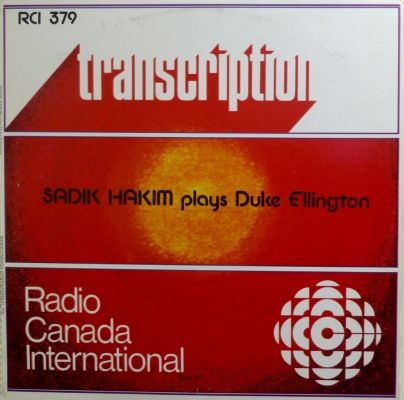 RCI 379
transcription
SADIK HAKIM plays Duke Ellington
Radio
Canada
International